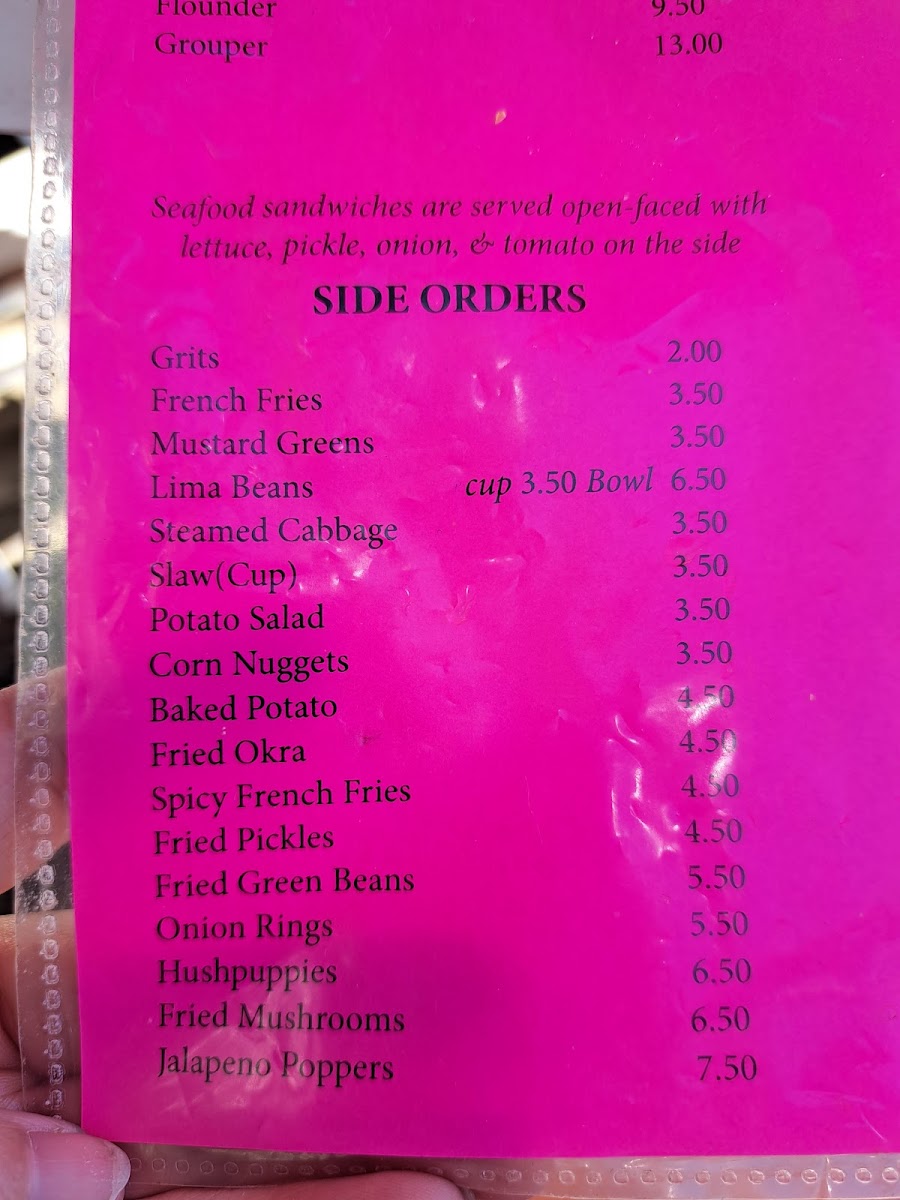 Flounder 9.50
Grouper 13.00
Seafood sandwiches are served open-faced with
lettuce, pickle, onion, & tomato on the side
SIDE ORDERS
Grits 2.00
French Fries 3.50
Mustard Greens 3.50
Lima Beans cup 3.50 Bowl 6.50
Steamed Cabbage 3.50
Slaw(Cup) 3.50
Potato Salad 3.50
Corn Nuggets 3.50
Baked Potato 4.50
Fried Okra 4.50
Spicy French Fries 4.50
Fried Pickles 4.50
Fried Green Beans 5.50
Onion Rings 5.50
Hushpuppies 6.50
Fried Mushrooms 6.50
Jalapeno Poppers 7.50